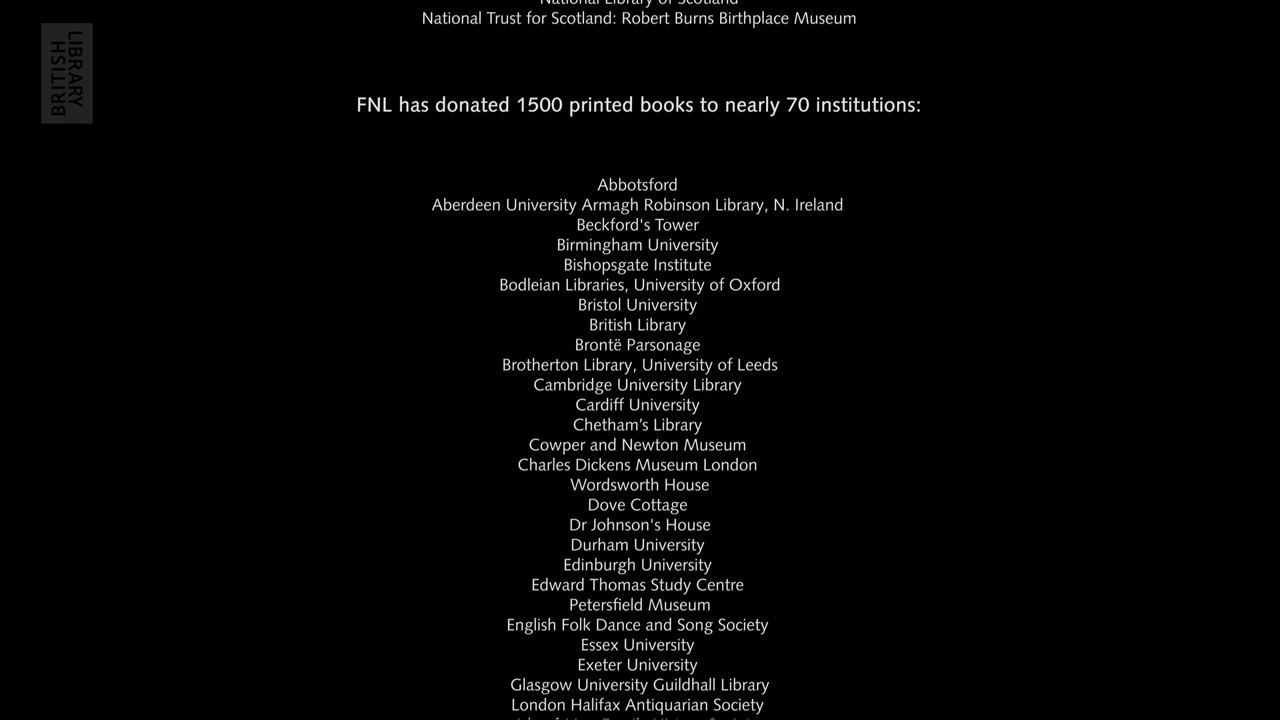 National Library of Scotland
National Trust for Scotland: Robert Burns Birthplace Museum
BRITISH
LIBRARY
FNL has donated 1500 printed books to nearly 70 institutions:
Abbotsford
Aberdeen University Armagh Robinson Library, N. Ireland
Beckford's Tower
Birmingham University
Bishopsgate Institute
Bodleian Libraries, University of Oxford
Bristol University
British Library
Brontë Parsonage
Brotherton Library, University of Leeds
Cambridge University Library
Cardiff University
Chetham’s Library
Cowper and Newton Museum
Charles Dickens Museum London
Wordsworth House
Dove Cottage
Dr Johnson's House
Durham University
Edinburgh University
Edward Thomas Study Centre
Petersfield Museum
English Folk Dance and Song Society
Essex University
Exeter University
Glasgow University Guildhall Library
London Halifax Antiquarian Society